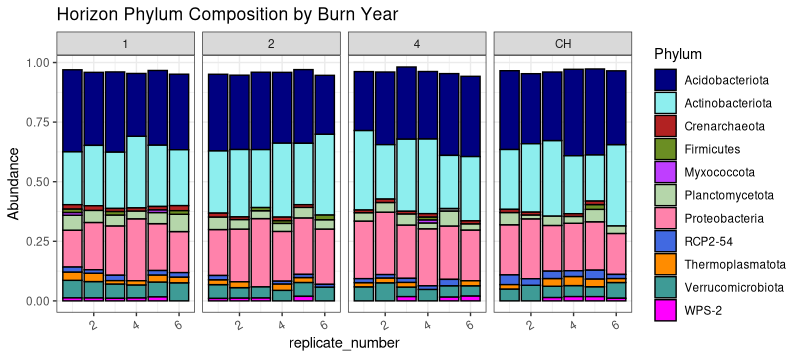 Horizon Phylum Composition by Burn Year
1 2 4 CH
Abundance
1.00
0.75
0.50
0.25
0.00
2 4 6 2 4 6 2 4 6 2 4 6
replicate_number
Phylum
Acidobacteriota
Actinobacteriota
Crenarchaeota
Firmicutes
Myxococcota
Planctomycetota
Proteobacteria
RCP2-54
Thermoplasmatota
Verrucomicrobiota
WPS-2